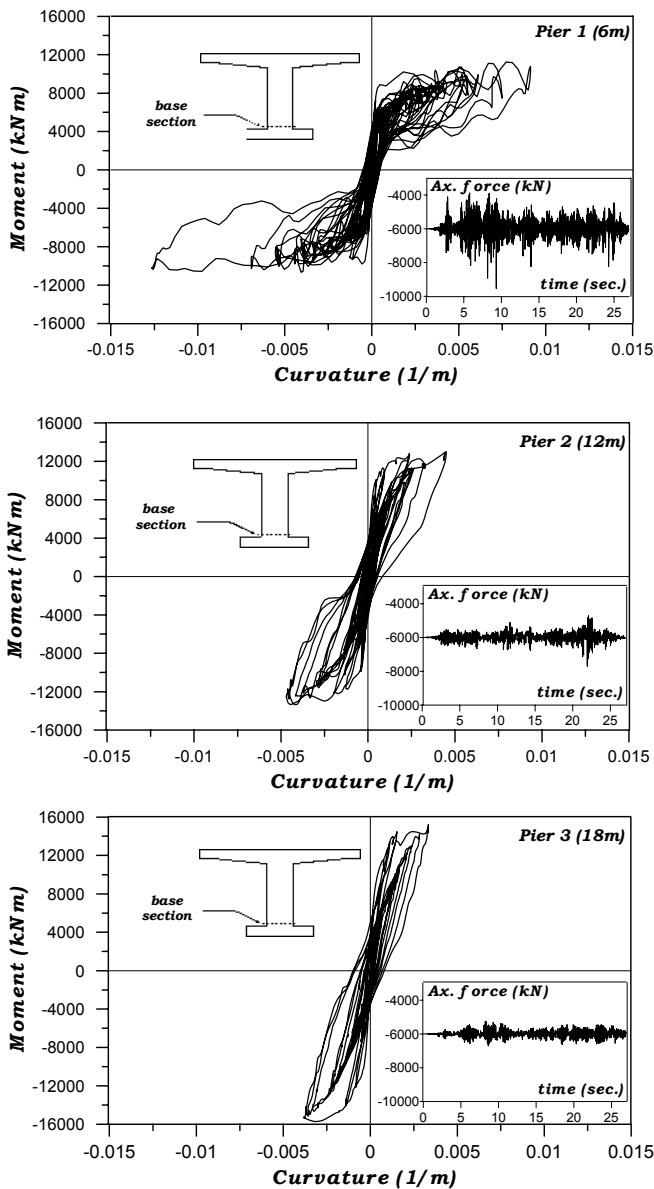 16000
Pier 1 (6m)
12000
8000
base
section
4000
Moment (kN m)
0
Ax. force (kN)
-4000
-4000
-6000
-8000
-8000
-12000
time (sec.)
-10000
0 5 10 15 20 25
-16000
-0.015 -0.01 -0.005 0 0.005 0.01 0.015
Curvature (1/m)
16000
Pier 2 (12m)
12000
8000
base
section
4000
Moment (kN m)
0
Ax. force (kN)
-4000
-4000
-6000
-8000
-8000
-12000
time (sec.)
-10000
0 5 10 15 20 25
-16000
-0.015 -0.01 -0.005 0 0.005 0.01 0.015
Curvature (1/m)
16000
Pier 3 (18m)
12000
8000
base
section
4000
Moment (kN m)
0
Ax. force (kN)
-4000
-4000
-6000
-8000
-8000
-12000
time (sec.)
-10000
0 5 10 15 20 25
-16000
-0.015 -0.01 -0.005 0 0.005 0.01 0.015
Curvature (1/m)